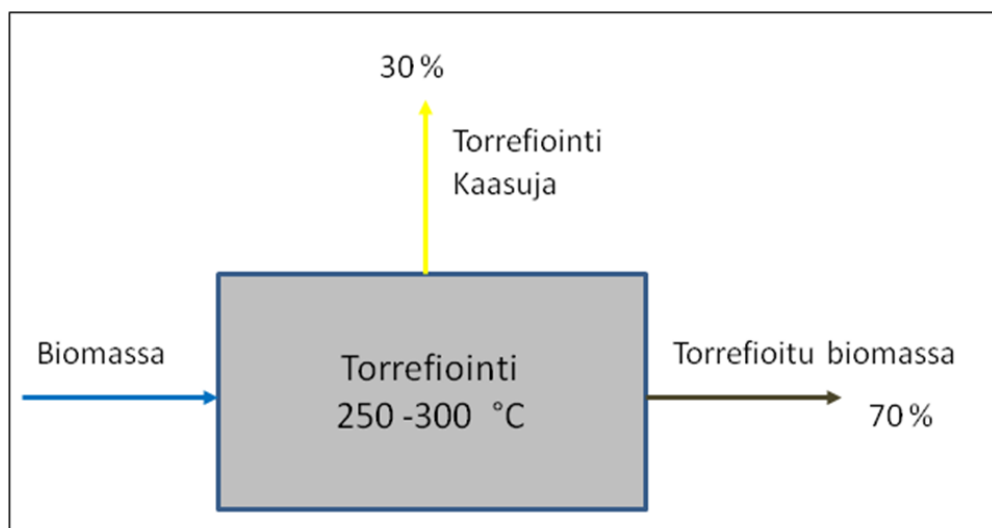 30 %
Torrefiointi
Kaasuja
Biomassa
Torrefiointi
250 -300 °C
Torrefioitu biomassa
70 %